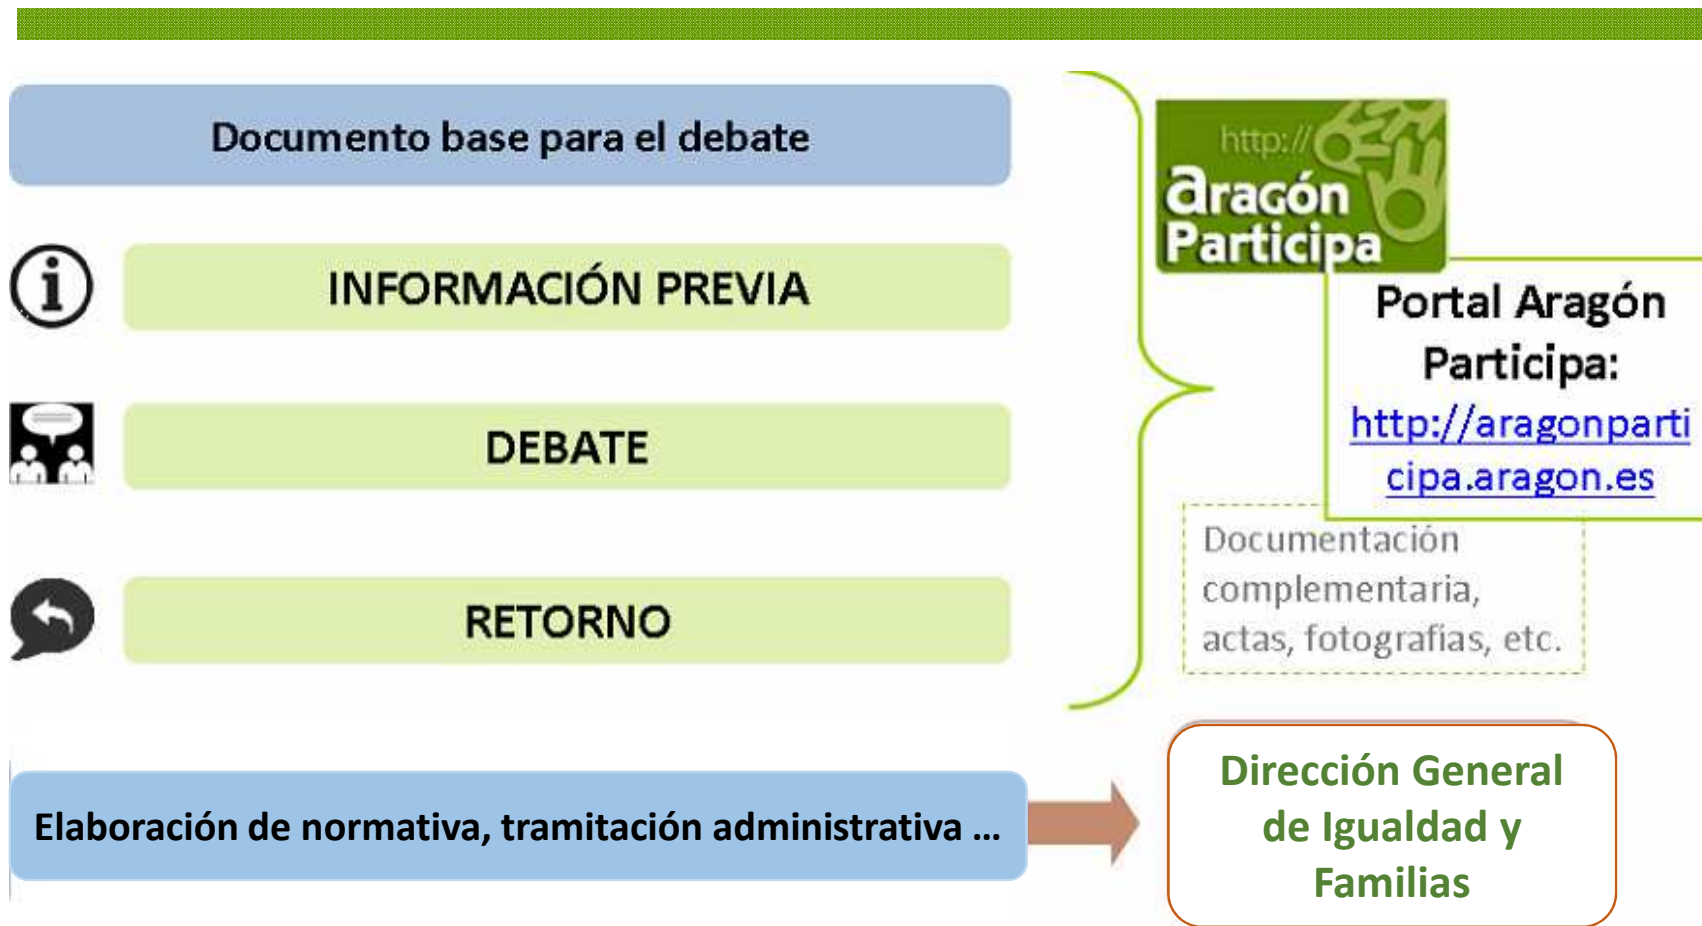 Documento base para el debate
INFORMACIÓN PREVIA
DEBATE
RETORNO
http://
aragón
Participa
Portal Aragón
Participa:
http://aragonparti
cipa.aragon.es
Documentación
complementaria,
actas, fotografías, etc.
Elaboración de normativa, tramitación administrativa ...
Dirección General
de Igualdad y
Familias